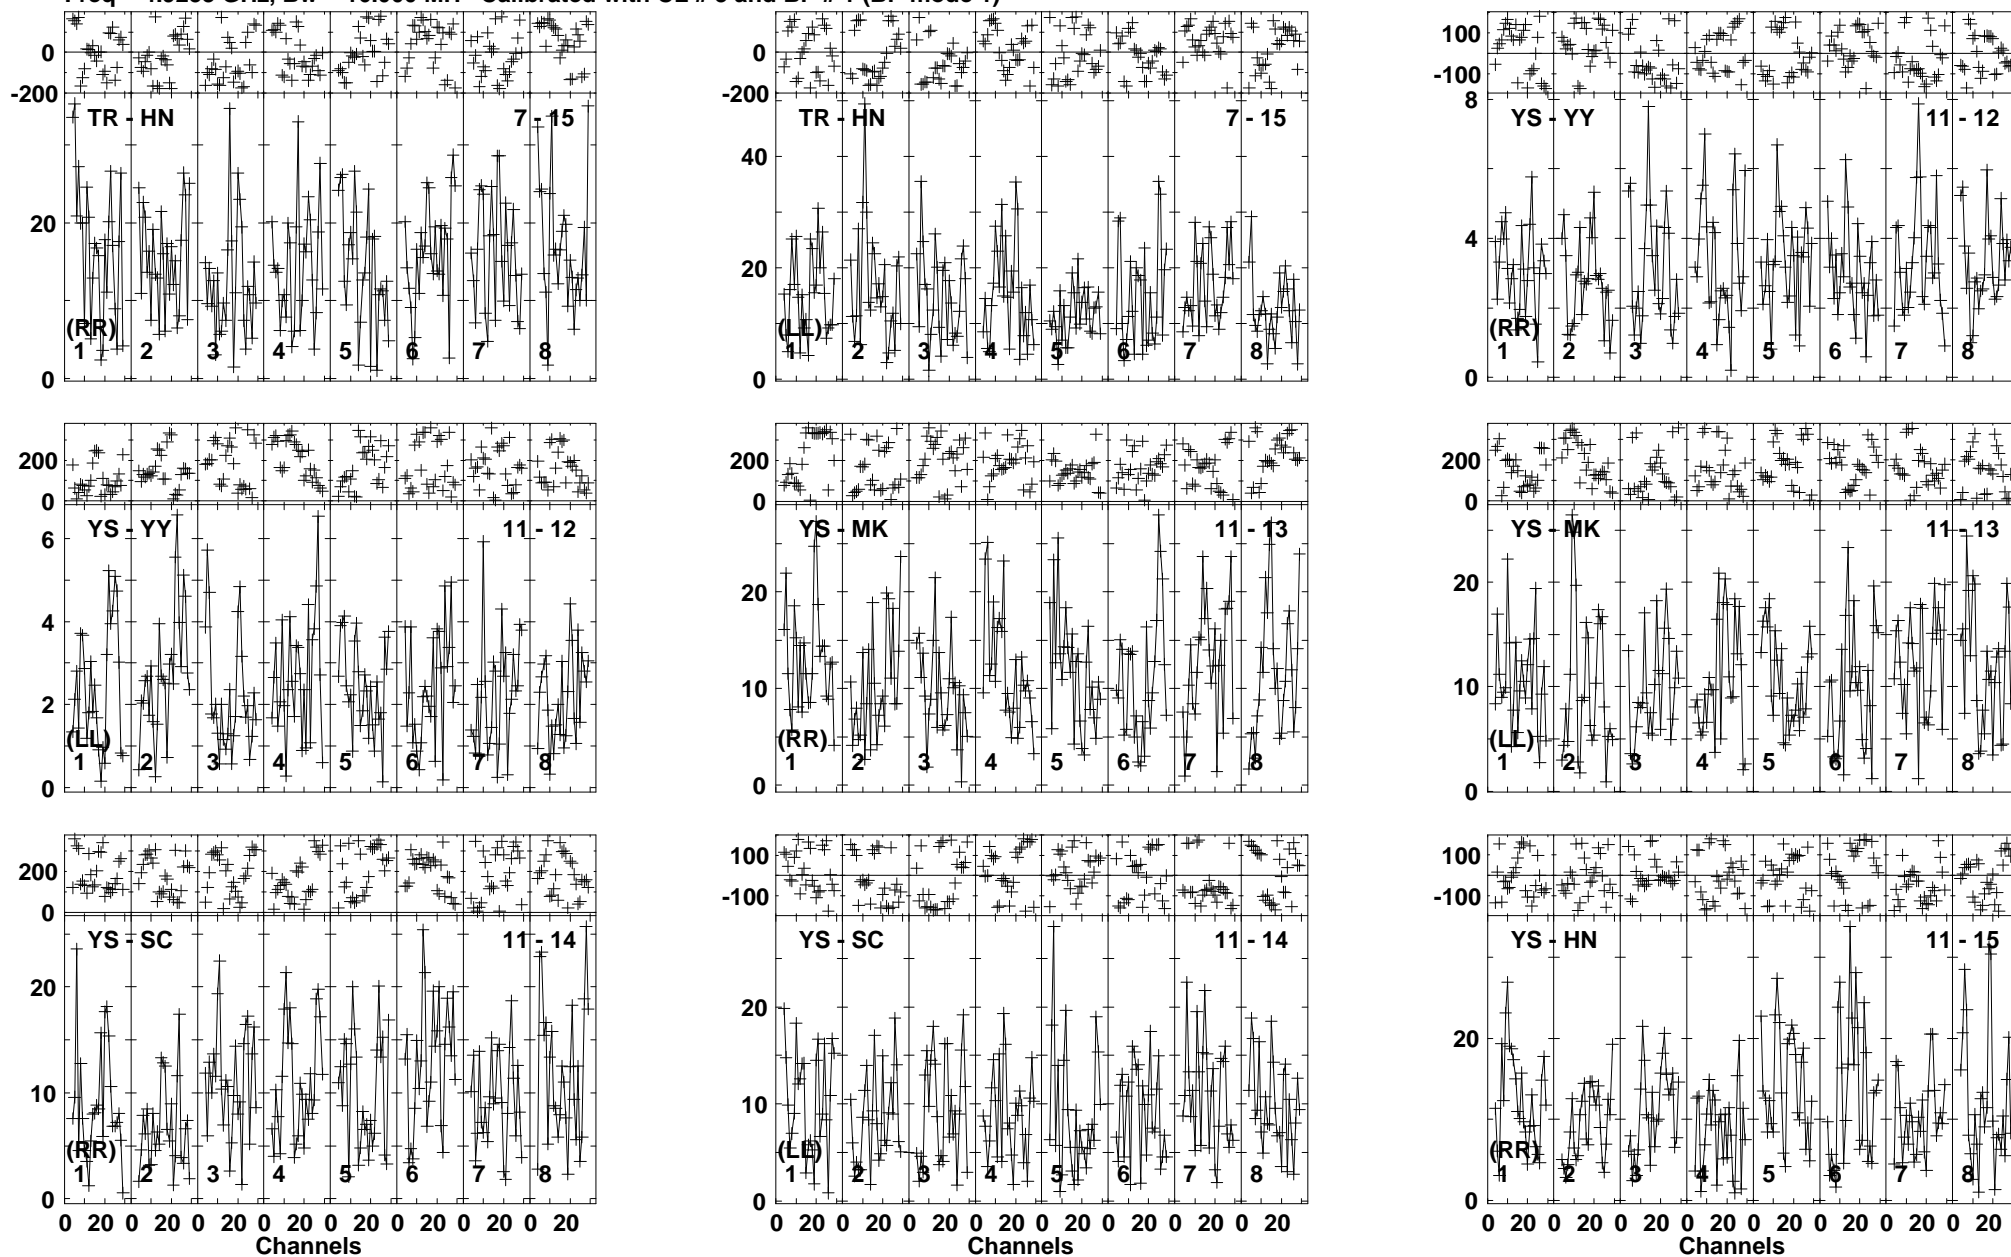 TR - HN 7 - 15
(RR)
1 2 3 4 5 6 7 8
-200 0 0 20
TR - HN 7 - 15
(LL)
1 2 3 4 5 6 7 8
-200 0 0 20 40
YS - YY 11 - 12
(RR)
1 2 3 4 5 6 7 8
-100 100 0 4 8
YS - YY 11 - 12
(LL)
1 2 3 4 5 6 7 8
0 200 0 2 4 6
YS - MK 11 - 13
(RR)
1 2 3 4 5 6 7 8
0 200 0 10 20
YS - MK 11 - 13
(LL)
1 2 3 4 5 6 7 8
0 200 0 10 20
YS - SC 11 - 14
(RR)
1 2 3 4 5 6 7 8
0 200 0 10 20
0 20 0 20 0 20 0 20 0 20 0 20 0 20 0 20
Channels
YS - SC 11 - 14
(LL)
1 2 3 4 5 6 7 8
-100 100 0 10 20
0 20 0 20 0 20 0 20 0 20 0 20 0 20 0 20
Channels
YS - HN 11 - 15
(RR)
1 2 3 4 5 6 7 8
-100 100 0 20
0 20 0 20 0 20 0 20 0 20 0 20 0 20 0 20
Channels